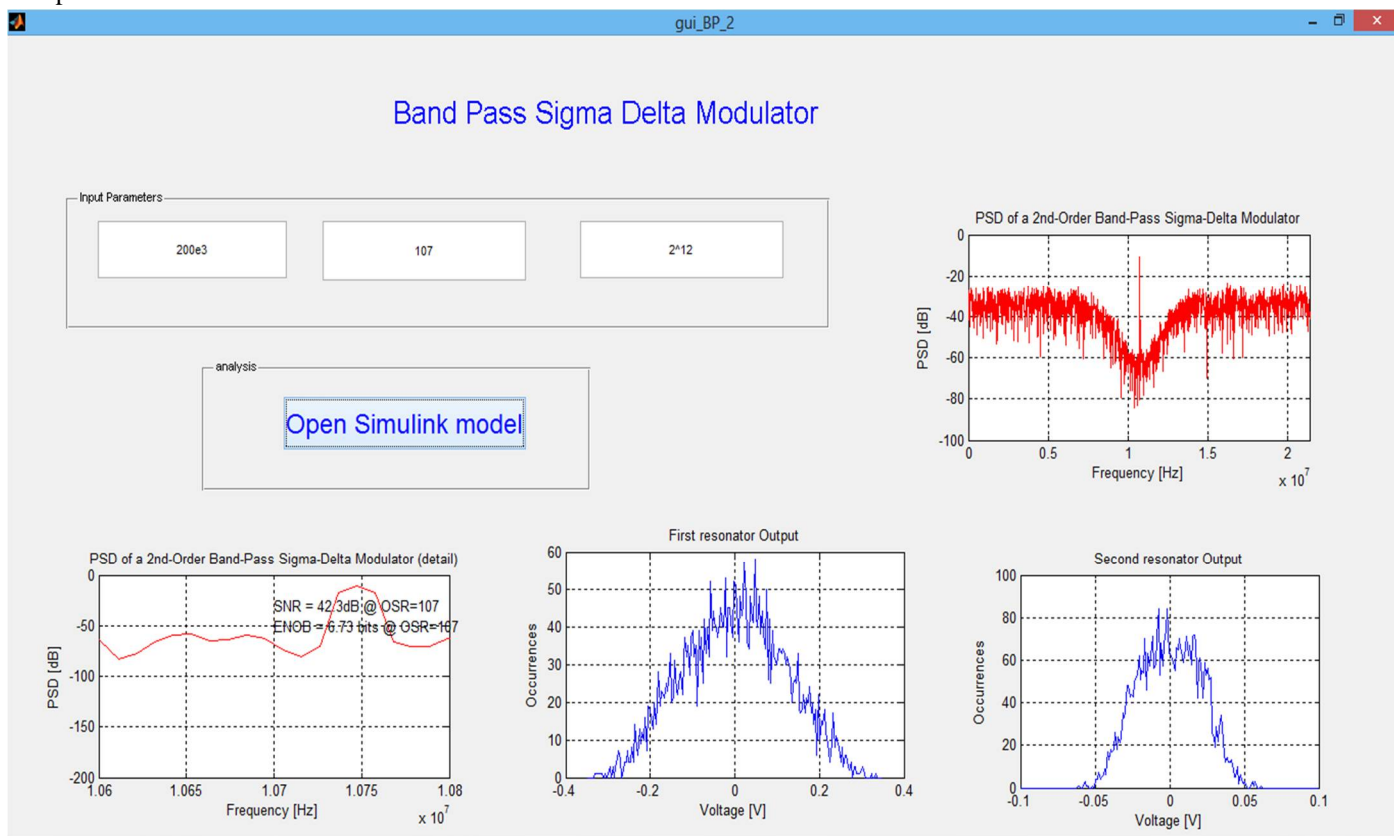 gui_BP_2
Band Pass Sigma Delta Modulator
Input Parameters
200e3
107
2^12
analysis
Open Simulink model
PSD of a 2nd-Order Band-Pass Sigma-Delta Modulator
0
-20
-40
-60
-80
-100
PSD [dB]
0 0.5 1 1.5 2
Frequency [Hz]
x 10^7
PSD of a 2nd-Order Band-Pass Sigma-Delta Modulator (detail)
0
-50
-100
-150
-200
PSD [dB]
SNR = 42.3dB @ OSR=107
ENOB = 6.73 bits @ OSR=107
1.06 1.065 1.07 1.075 1.08
Frequency [Hz]
x 10^7
First resonator Output
60
50
40
30
20
10
0
Occurrences
-0.4 -0.2 0 0.2 0.4
Voltage [V]
Second resonator Output
100
80
60
40
20
0
Occurrences
-0.1 -0.05 0 0.05 0.1
Voltage [V]